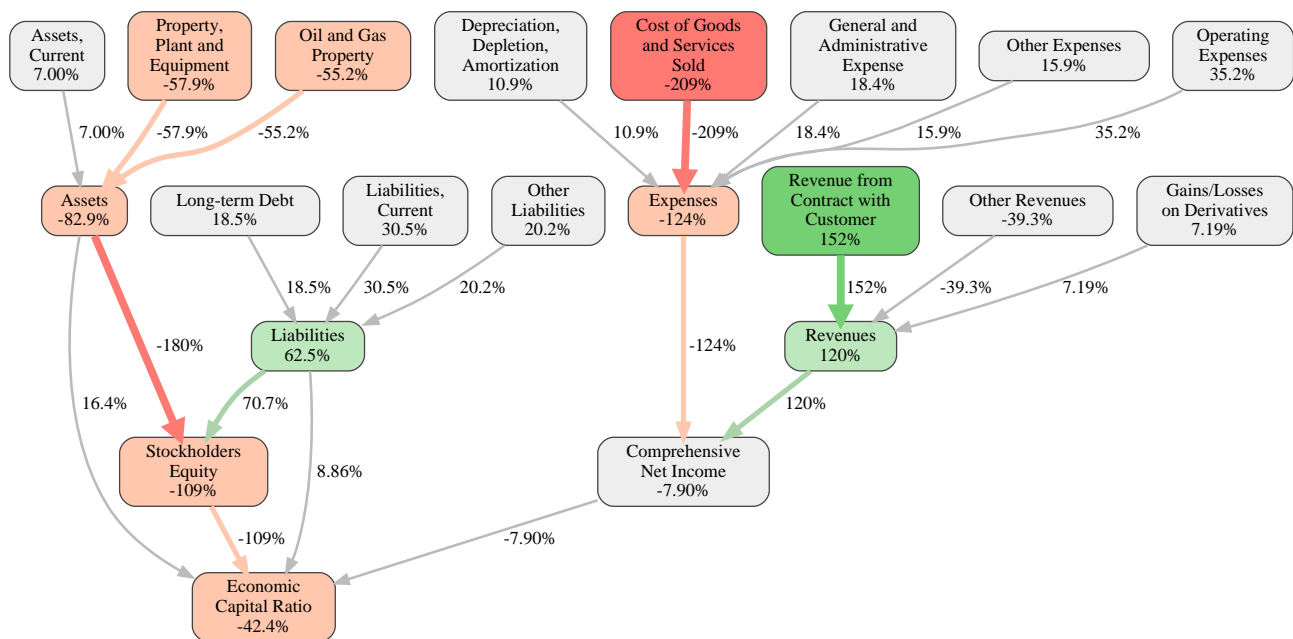 Assets,
Current
7.00%
Property,
Plant and
Equipment
-57.9%
Oil and Gas
Property
-55.2%
Depreciation,
Depletion,
Amortization
10.9%
Cost of Goods
and Services
Sold
-209%
General and
Administrative
Expense
18.4%
Other Expenses
15.9%
Operating
Expenses
35.2%
7.00%
-57.9%
-55.2%
10.9%
-209%
18.4%
15.9%
35.2%
Assets
-82.9%
Long-term Debt
18.5%
Liabilities,
Current
30.5%
Other
Liabilities
20.2%
Expenses
-124%
Revenue from
Contract with
Customer
152%
Other Revenues
-39.3%
Gains/Losses
on Derivatives
7.19%
18.5%
30.5%
20.2%
152%
-39.3%
7.19%
Liabilities
62.5%
Revenues
120%
-180%
-124%
16.4%
70.7%
120%
Stockholders
Equity
-109%
8.86%
Comprehensive
Net Income
-7.90%
-109%
-7.90%
Economic
Capital Ratio
-42.4%